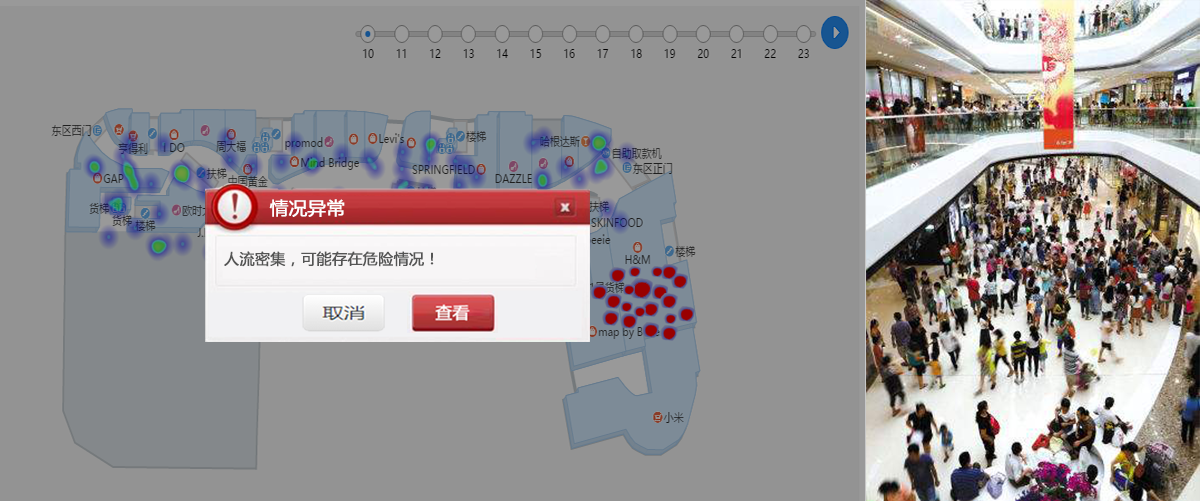 10 11 12 13 14 15 16 17 18 19 20 21 22 23
东区西门
亨得利
I DO
周大福
promod
Levi's
楼梯
哈根达斯
自助取款机
GAP
扶梯
中国黄金
Mind Bridge
SPRINGFIELD
DAZZLE
东区正门
货梯
货梯
楼梯
欧时
J.
情况异常
扶梯
SKINFOOD
eeie
人流密集，可能存在危险情况！
H&M
楼梯
货梯
取消
查看
map by B
小米